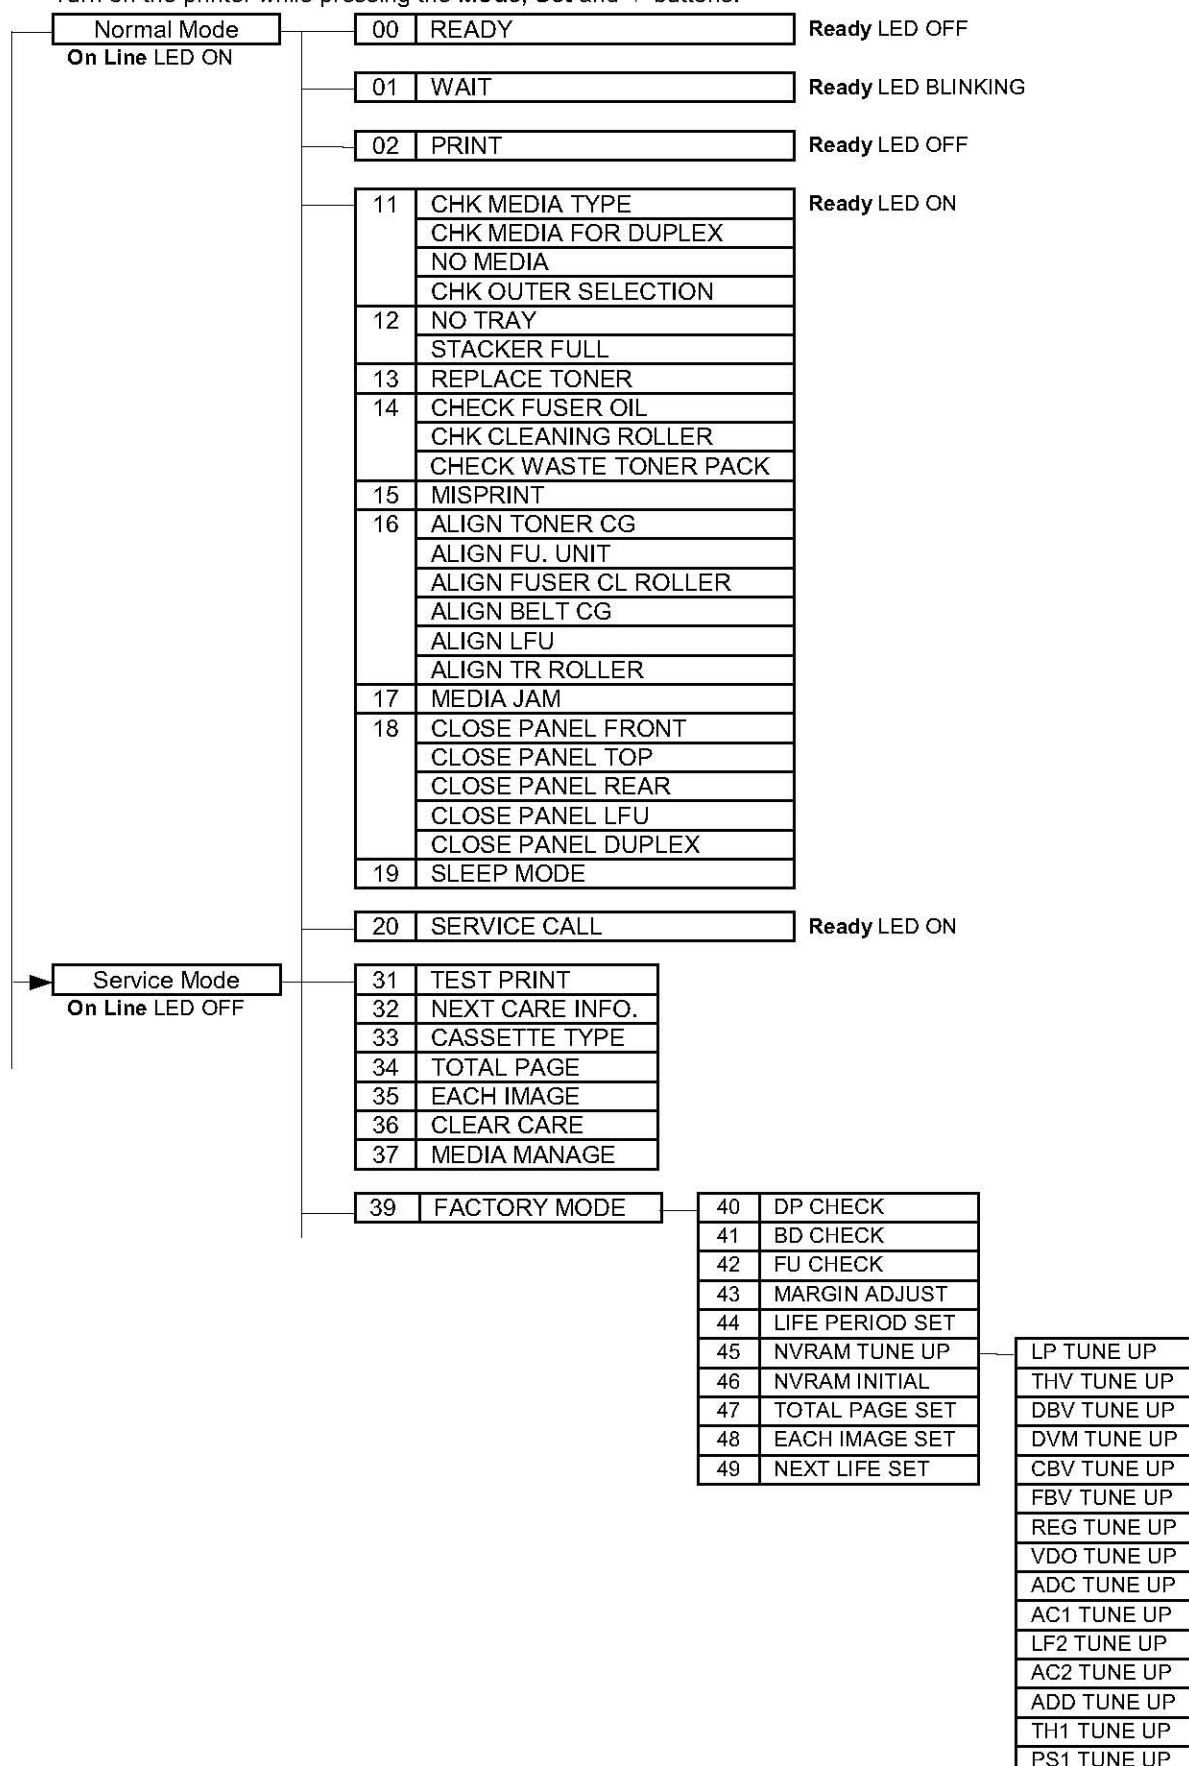 Turn on the printer while pressing the Mode, Set and + buttons.
Normal Mode
On Line LED ON
00 READY Ready LED OFF
01 WAIT Ready LED BLINKING
02 PRINT Ready LED OFF
11 CHK MEDIA TYPE Ready LED ON
CHK MEDIA FOR DUPLEX
NO MEDIA
CHK OUTER SELECTION
12 NO TRAY
STACKER FULL
13 REPLACE TONER
14 CHECK FUSER OIL
CHK CLEANING ROLLER
CHECK WASTE TONER PACK
15 MISPRINT
16 ALIGN TONER CG
ALIGN FU. UNIT
ALIGN FUSER CL ROLLER
ALIGN BELT CG
ALIGN LFU
ALIGN TR ROLLER
17 MEDIA JAM
18 CLOSE PANEL FRONT
CLOSE PANEL TOP
CLOSE PANEL REAR
CLOSE PANEL LFU
CLOSE PANEL DUPLEX
19 SLEEP MODE
20 SERVICE CALL Ready LED ON
Service Mode
On Line LED OFF
31 TEST PRINT
32 NEXT CARE INFO.
33 CASSETTE TYPE
34 TOTAL PAGE
35 EACH IMAGE
36 CLEAR CARE
37 MEDIA MANAGE
39 FACTORY MODE
40 DP CHECK
41 BD CHECK
42 FU CHECK
43 MARGIN ADJUST
44 LIFE PERIOD SET
45 NVRAM TUNE UP
46 NVRAM INITIAL
47 TOTAL PAGE SET
48 EACH IMAGE SET
49 NEXT LIFE SET
LP TUNE UP
THV TUNE UP
DBV TUNE UP
DVM TUNE UP
CBV TUNE UP
FBV TUNE UP
REG TUNE UP
VDO TUNE UP
ADC TUNE UP
AC1 TUNE UP
LF2 TUNE UP
AC2 TUNE UP
ADD TUNE UP
TH1 TUNE UP
PS1 TUNE UP